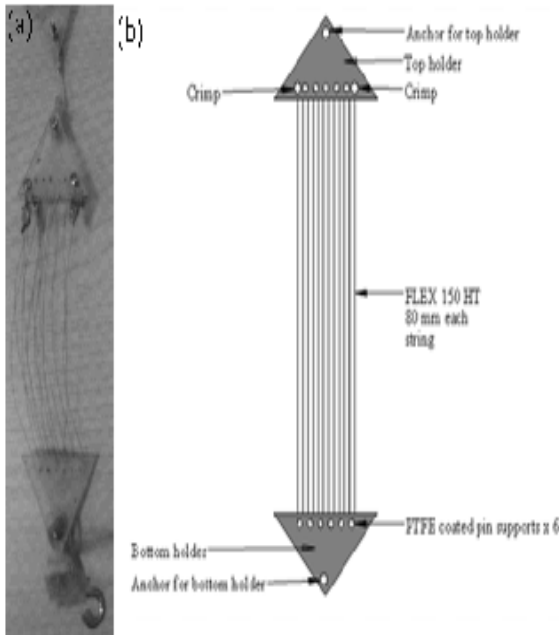 (a)
(b)
Anchor for top holder
Top holder
Crimp
Crimp
FLEX 150 HT
80 mm each
string
PTFE coated pin supports x 6
Bottom holder
Anchor for bottom holder